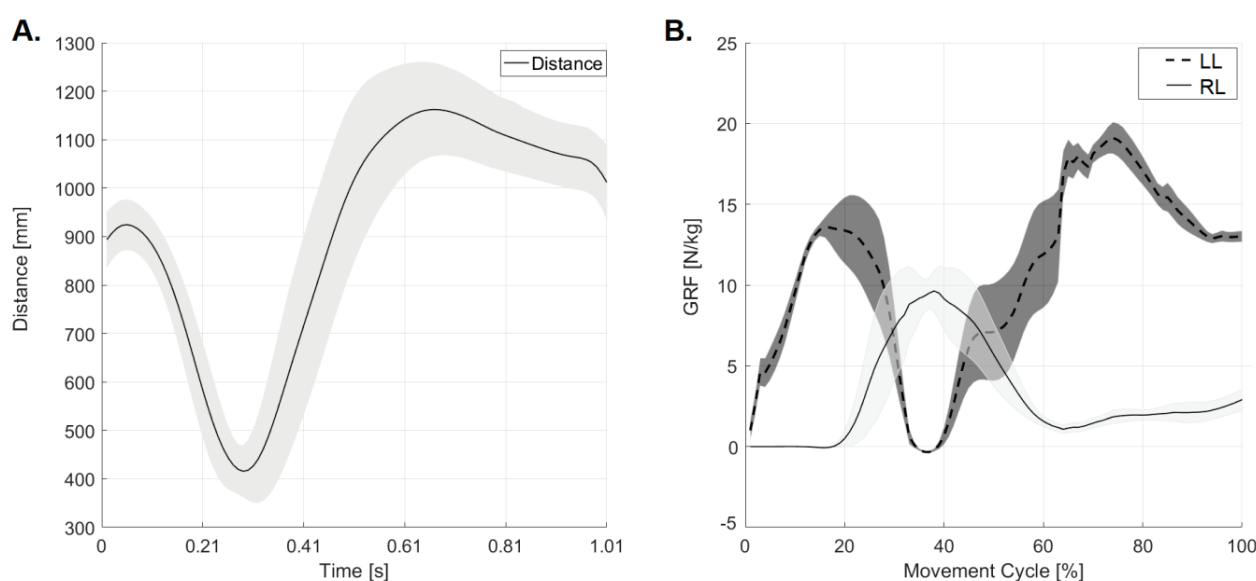 A.
1300
1200
1100
1000
900
800
700
600
500
400
300
Distance [mm]
Distance
0 0.21 0.41 0.61 0.81 1.01
Time [s]
B.
25
20
15
10
5
0
-5
GRF [N/kg]
LL
RL
0 20 40 60 80 100
Movement Cycle [%]